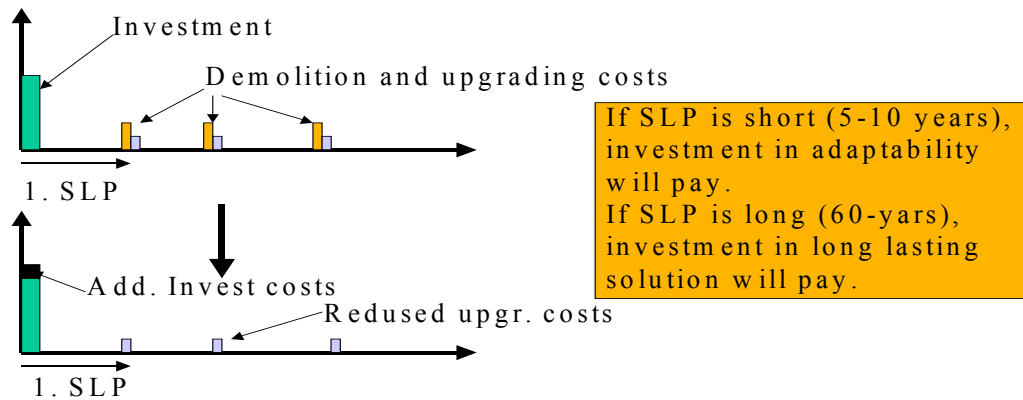 Investment
Demolition and upgrading costs
1. SLP
If SLP is short (5-10 years),
investment in adaptability
will pay.
If SLP is long (60-yars),
investment in long lasting
solution will pay.
Add. Invest costs
Redused upgr. costs
1. SLP